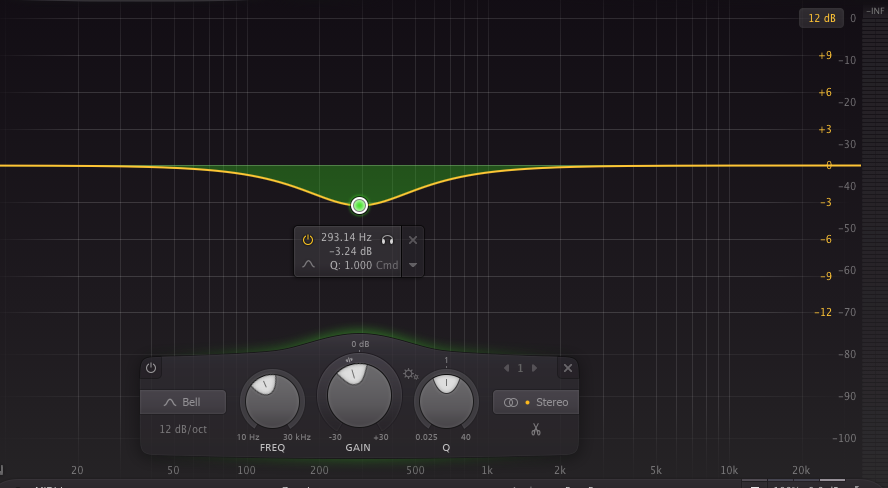 12 dB 0 -INF
+9 -10
+6 -20
+3 -30
0 -40
-3 -50
-6 -60
-9 -70
-12 -80
-90
-100
293.14 Hz
-3.24 dB
Q: 1.000 Cmd
0 dB
1
1
Bell
Stereo
12 dB/oct
10 Hz 30 kHz
-30 +30
0.025 40
FREQ GAIN Q
20 50 100 200 500 1k 2k 5k 10k 20k